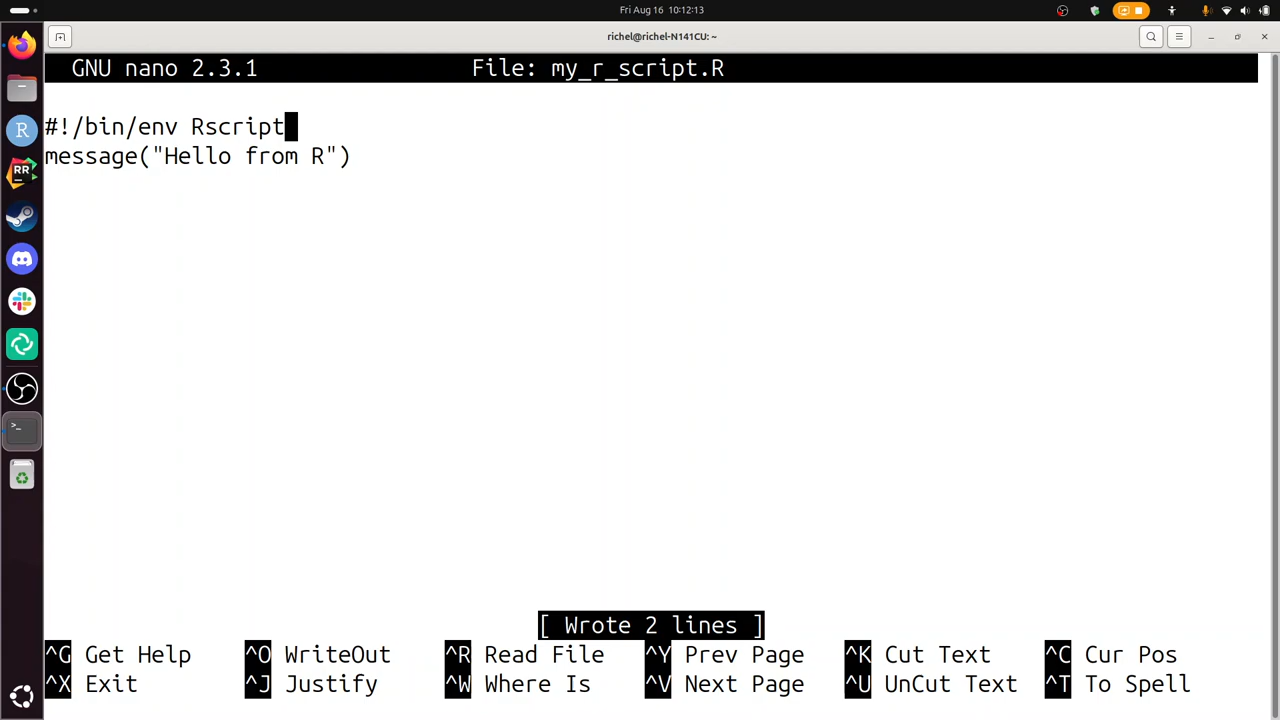 Fri Aug 16 10:12:13
richel@richel-N141CU: ~
GNU nano 2.3.1 File: my_r_script.R
#!/bin/env Rscript
message("Hello from R")
[ Wrote 2 lines ]
^G Get Help ^O WriteOut ^R Read File ^Y Prev Page ^K Cut Text ^C Cur Pos
^X Exit ^J Justify ^W Where Is ^V Next Page ^U UnCut Text ^T To Spell
R
RR
>_